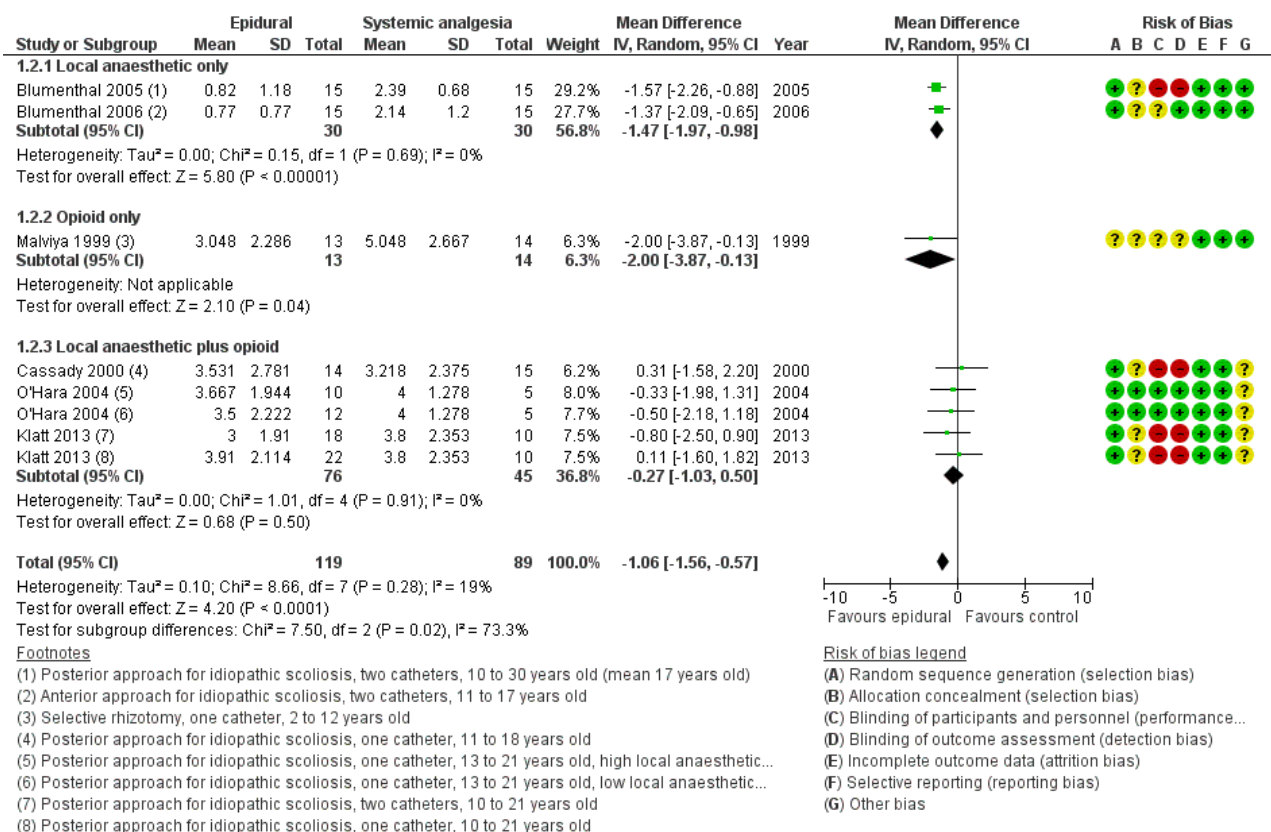 Epidural Systemic analgesia Mean Difference Mean Difference Risk of Bias
Study or Subgroup Mean SD Total Mean SD Total Weight IV, Random, 95% CI Year IV, Random, 95% CI A B C D E F G
1.2.1 Local anaesthetic only
Blumenthal 2005 (1) 0.82 1.18 15 2.39 0.68 15 29.2% -1.57 [-2.26, -0.88] 2005 + ? - - + + +
Blumenthal 2006 (2) 0.77 0.77 15 2.14 1.2 15 27.7% -1.37 [-2.09, -0.65] 2006 + ? ? + + + +
Subtotal (95% CI) 30 30 56.8% -1.47 [-1.97, -0.98]
Heterogeneity: Tau² = 0.00; Chi² = 0.15, df = 1 (P = 0.69); I² = 0%
Test for overall effect: Z = 5.80 (P < 0.00001)
1.2.2 Opioid only
Malviya 1999 (3) 3.048 2.286 13 5.048 2.667 14 6.3% -2.00 [-3.87, -0.13] 1999 ? ? ? ? + + +
Subtotal (95% CI) 13 14 6.3% -2.00 [-3.87, -0.13]
Heterogeneity: Not applicable
Test for overall effect: Z = 2.10 (P = 0.04)
1.2.3 Local anaesthetic plus opioid
Cassady 2000 (4) 3.531 2.781 14 3.218 2.375 15 6.2% 0.31 [-1.58, 2.20] 2000 + ? - - + + ?
O'Hara 2004 (5) 3.667 1.944 10 4 1.278 5 8.0% -0.33 [-1.98, 1.31] 2004 + + + + + + ?
O'Hara 2004 (6) 3.5 2.222 12 4 1.278 5 7.7% -0.50 [-2.18, 1.18] 2004 + + + + + + ?
Klatt 2013 (7) 3 1.91 18 3.8 2.353 10 7.5% -0.80 [-2.50, 0.90] 2013 + ? - - + + ?
Klatt 2013 (8) 3.91 2.114 22 3.8 2.353 10 7.5% 0.11 [-1.60, 1.82] 2013 + ? - - + + ?
Subtotal (95% CI) 76 45 36.8% -0.27 [-1.03, 0.50]
Heterogeneity: Tau² = 0.00; Chi² = 1.01, df = 4 (P = 0.91); I² = 0%
Test for overall effect: Z = 0.68 (P = 0.50)
Total (95% CI) 119 89 100.0% -1.06 [-1.56, -0.57]
Heterogeneity: Tau² = 0.10; Chi² = 8.66, df = 7 (P = 0.28); I² = 19%
Test for overall effect: Z = 4.20 (P < 0.0001)
Test for subgroup differences: Chi² = 7.50, df = 2 (P = 0.02), I² = 73.3%
-10 -5 0 5 10
Favours epidural Favours control
Footnotes
(1) Posterior approach for idiopathic scoliosis, two catheters, 10 to 30 years old (mean 17 years old)
(2) Anterior approach for idiopathic scoliosis, two catheters, 11 to 17 years old
(3) Selective rhizotomy, one catheter, 2 to 12 years old
(4) Posterior approach for idiopathic scoliosis, one catheter, 11 to 18 years old
(5) Posterior approach for idiopathic scoliosis, one catheter, 13 to 21 years old, high local anaesthetic...
(6) Posterior approach for idiopathic scoliosis, one catheter, 13 to 21 years old, low local anaesthetic...
(7) Posterior approach for idiopathic scoliosis, two catheters, 10 to 21 years old
(8) Posterior approach for idiopathic scoliosis, one catheter, 10 to 21 years old
Risk of bias legend
(A) Random sequence generation (selection bias)
(B) Allocation concealment (selection bias)
(C) Blinding of participants and personnel (performance...
(D) Blinding of outcome assessment (detection bias)
(E) Incomplete outcome data (attrition bias)
(F) Selective reporting (reporting bias)
(G) Other bias